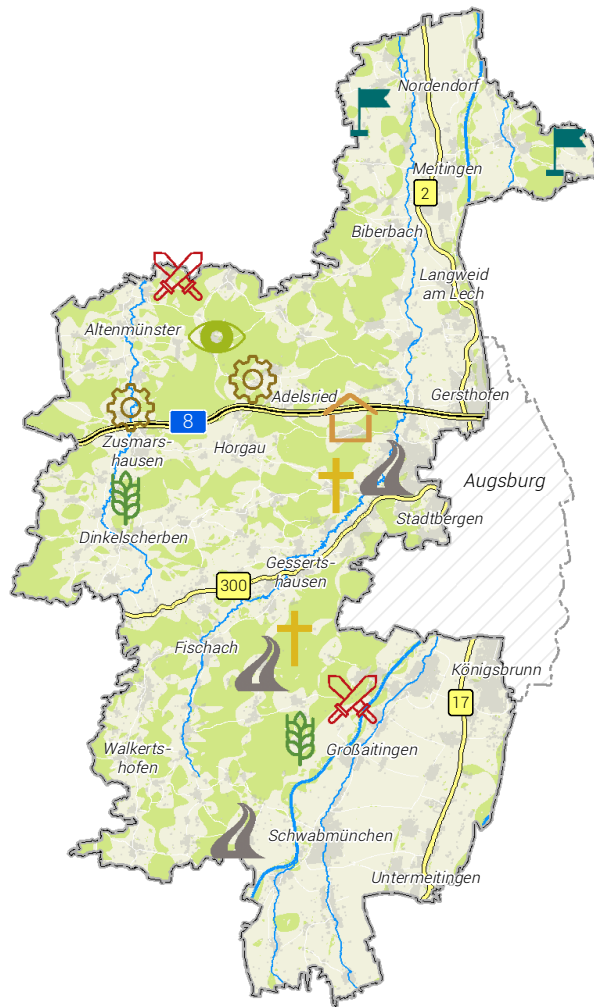 Nordendorf
Meitingen
2
Biberbach
Langweid
am Lech
Altenmünster
Adelsried
Gersthofen
8
Zusmars-
hausen
Horgau
Augsburg
Stadtbergen
Dinkelscherben
Gesserts-
hausen
300
Fischach
Königsbrunn
17
Walkerts-
hofen
Großaitingen
Schwabmünchen
Untermeitingen